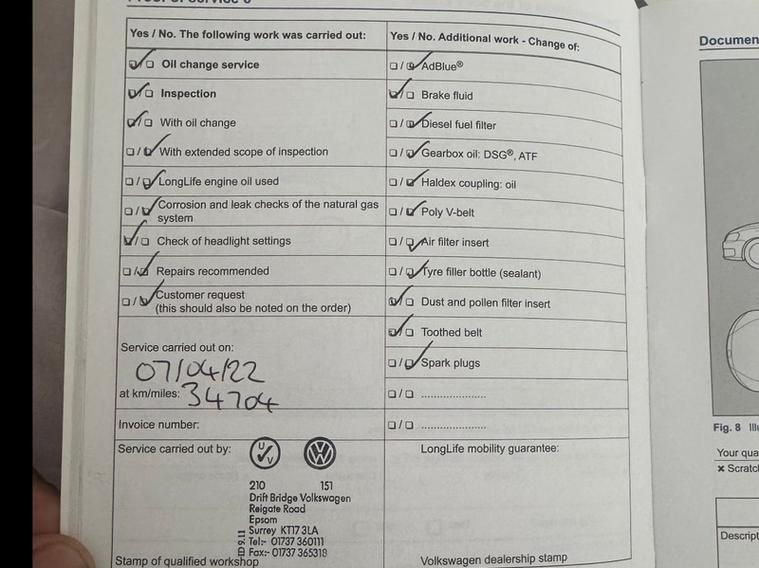 Yes / No. The following work was carried out:
Oil change service
Inspection
With oil change
With extended scope of inspection
LongLife engine oil used
Corrosion and leak checks of the natural gas
system
Check of headlight settings
Repairs recommended
Customer request
(this should also be noted on the order)
Service carried out on:
07/04/22
at km/miles: 34704
Invoice number:
Service carried out by:
210 151
Drift Bridge Volkswagen
Reigate Road
Epsom
Surrey KT17 3LA
Tel:- 01737 360111
Fax:- 01737 365318
Stamp of qualified workshop
Yes / No. Additional work - Change of:
AdBlue®
Brake fluid
Diesel fuel filter
Gearbox oil: DSG®, ATF
Haldex coupling: oil
Poly V-belt
Air filter insert
Tyre filler bottle (sealant)
Dust and pollen filter insert
Toothed belt
Spark plugs
LongLife mobility guarantee:
Volkswagen dealership stamp
Fig. 8
Your